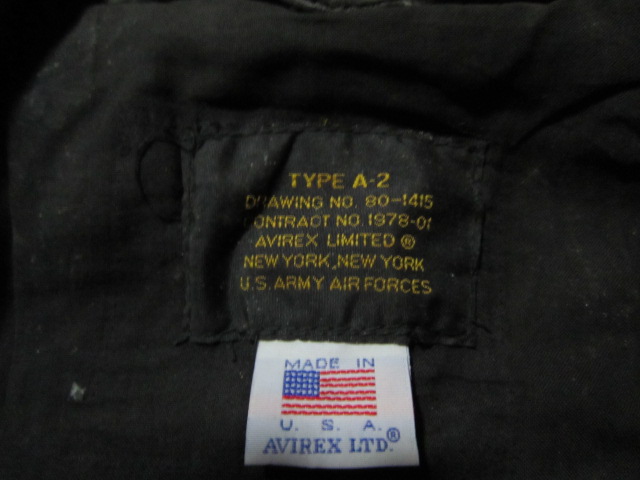 TYPE A-2
DRAWING NO. 80-1415
CONTRACT NO. 1978-01
AVIREX LIMITED ®
NEW YORK, NEW YORK
U.S. ARMY AIR FORCES
MADE IN
U. S. A.
AVIREX LTD.®